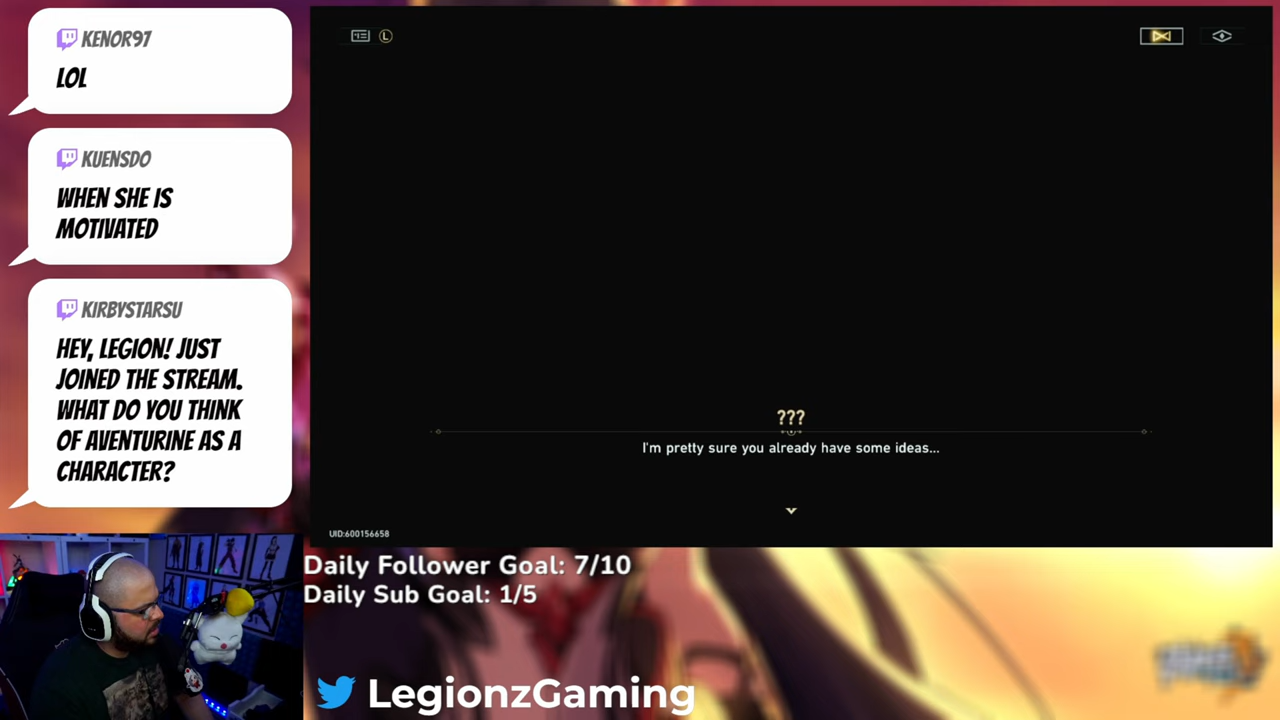 KENOR97
LOL
KUENSDO
WHEN SHE IS
MOTIVATED
KIRBYSTARSU
HEY, LEGION! JUST
JOINED THE STREAM.
WHAT DO YOU THINK
OF AVENTURINE AS A
CHARACTER?
L
???
I'm pretty sure you already have some ideas...
UID:600156658
Daily Follower Goal: 7/10
Daily Sub Goal: 1/5
LegionzGaming